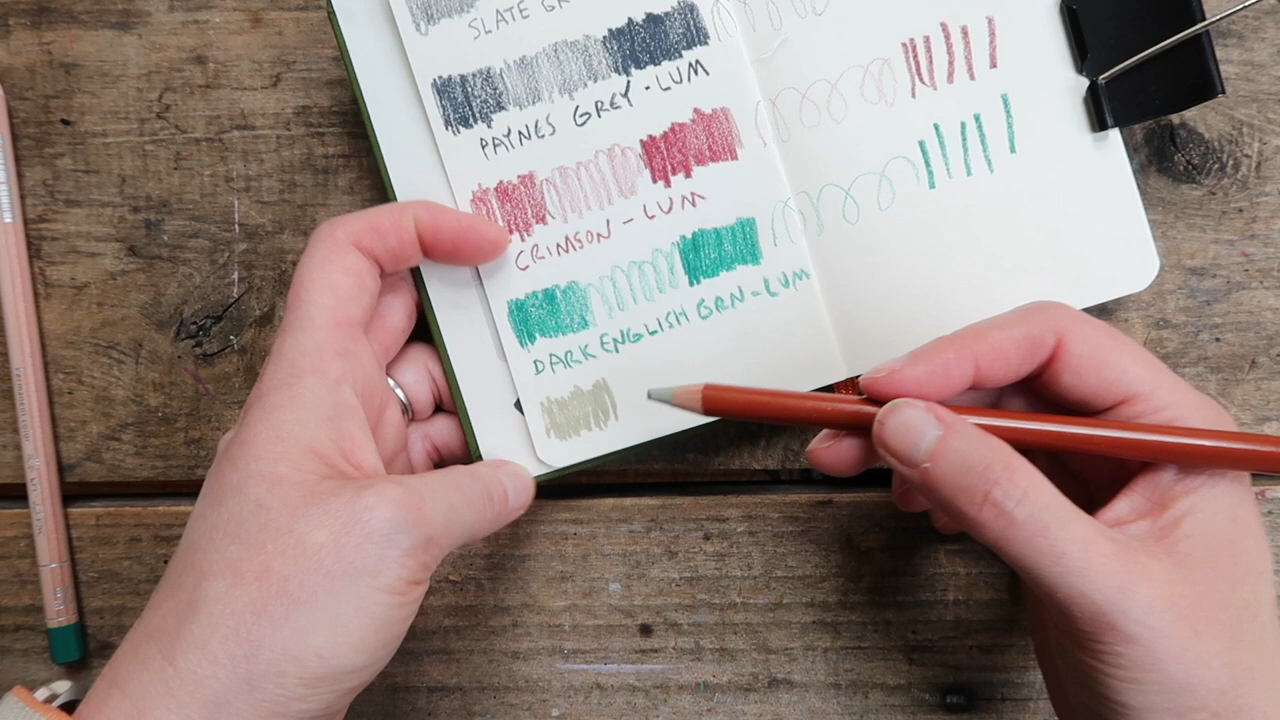 SLATE GR
PAYNES GREY - LUM
CRIMSON - LUM
DARK ENGLISH GRN - LUM